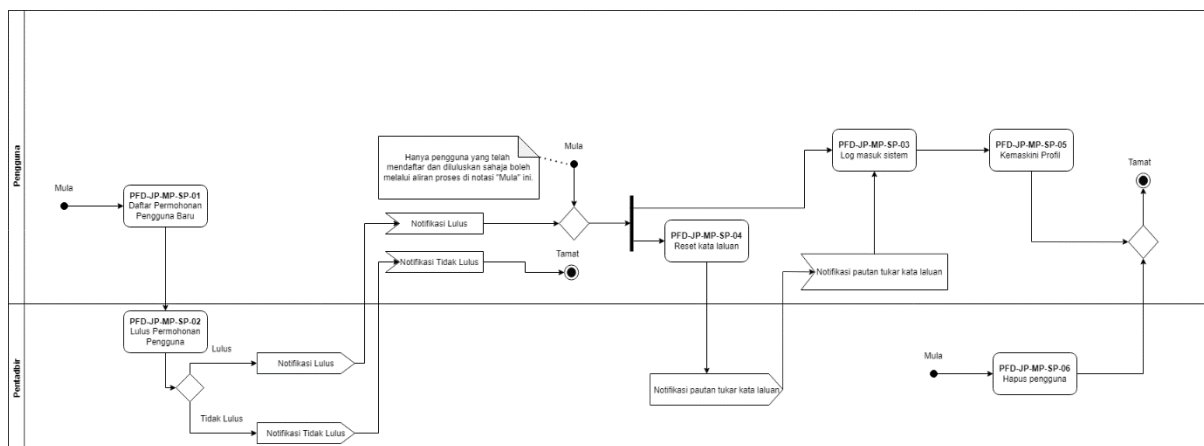 Pengguna
Mula
PFD-JP-MP-SP-01
Daftar Permohonan
Pengguna Baru
Hanya pengguna yang telah
mendaftar dan diluluskan sahaja boleh
melalui aliran proses di notasi "Mula" ini.
Mula
Notifikasi Lulus
Notifikasi Tidak Lulus
Tamat
PFD-JP-MP-SP-04
Reset kata laluan
PFD-JP-MP-SP-03
Log masuk sistem
PFD-JP-MP-SP-05
Kemaskini Profil
Tamat
Notifikasi pautan tukar kata laluan
Pentadbir
PFD-JP-MP-SP-02
Lulus Permohonan
Pengguna
Lulus
Notifikasi Lulus
Tidak Lulus
Notifikasi Tidak Lulus
Notifikasi pautan tukar kata laluan
Mula
PFD-JP-MP-SP-06
Hapus pengguna